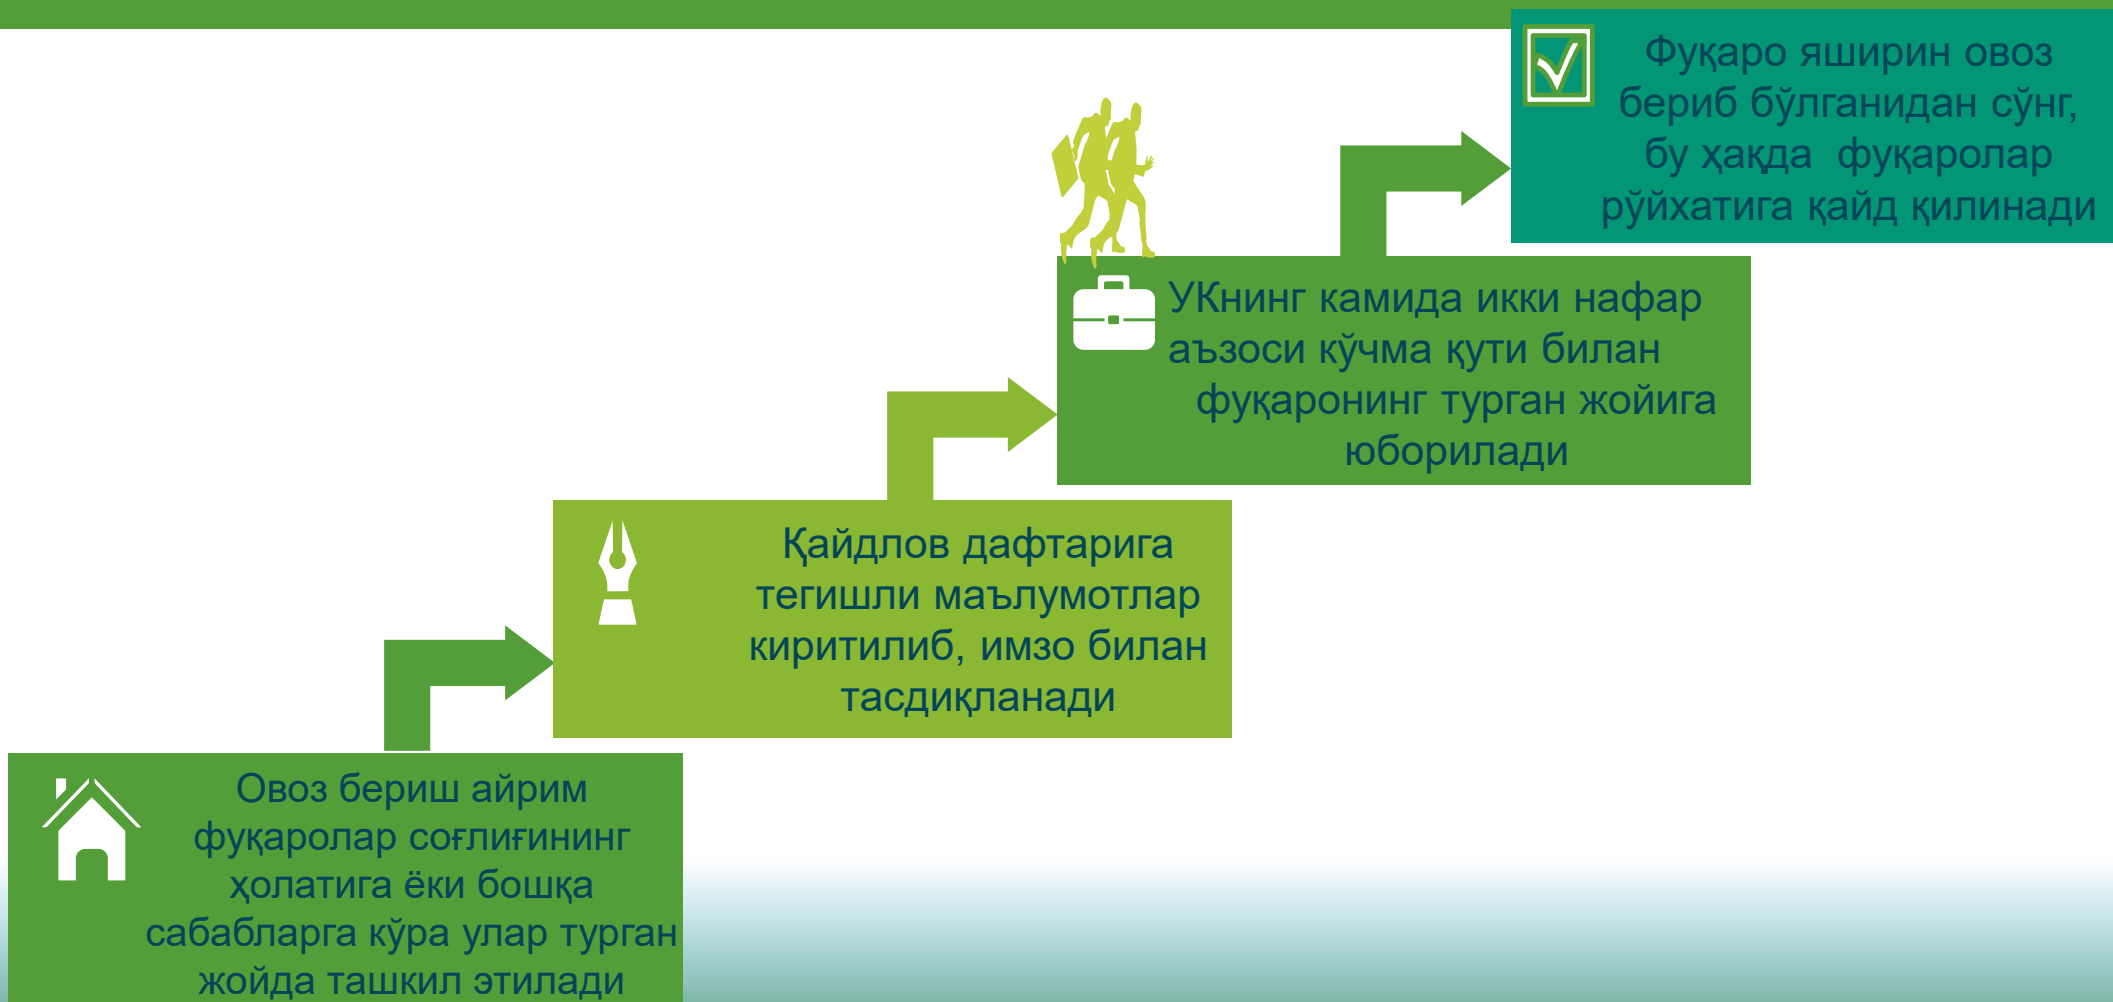 Фуқаро яширин овоз
бериб бўлганидан сўнг,
бу ҳақда фуқаролар
рўйхатига қайд қилинади
УКнинг камида икки нафар
аъзоси кўчма қути билан
фуқаронинг турган жойига
юборилади
Қайдлов дафтарига
тегишли маълумотлар
киритилиб, имзо билан
тасдиқланади
Овоз бериш айрим
фуқаролар соғлиғининг
ҳолатига ёки бошқа
сабабларга кўра улар турган
жойда ташкил этилади